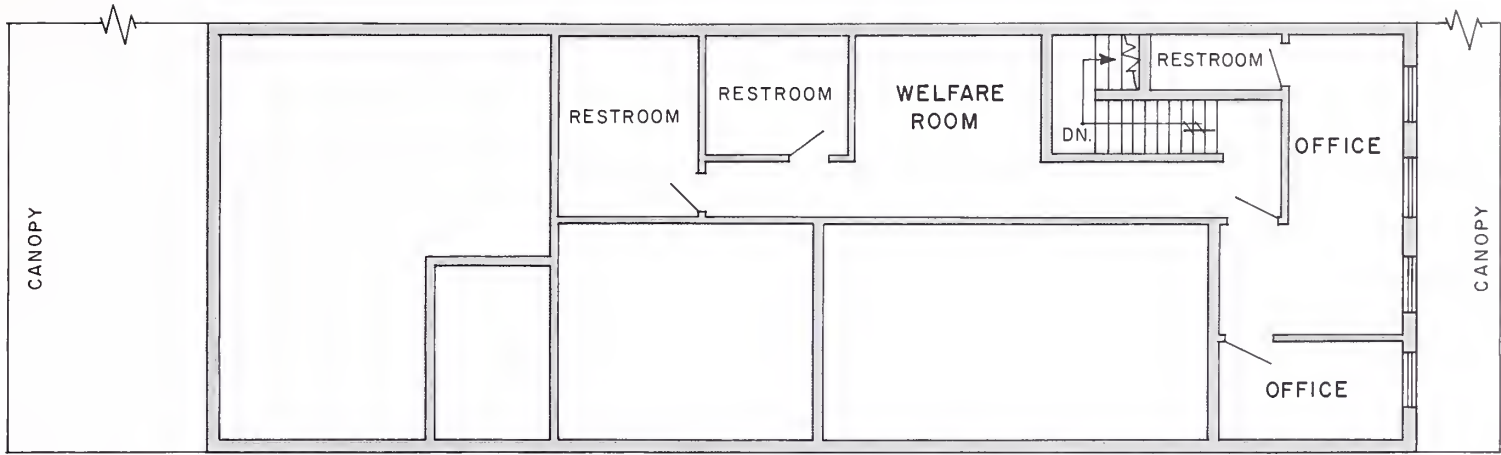 CANOPY
RESTROOM
RESTROOM
WELFARE
ROOM
DN.
RESTROOM
OFFICE
OFFICE
CANOPY